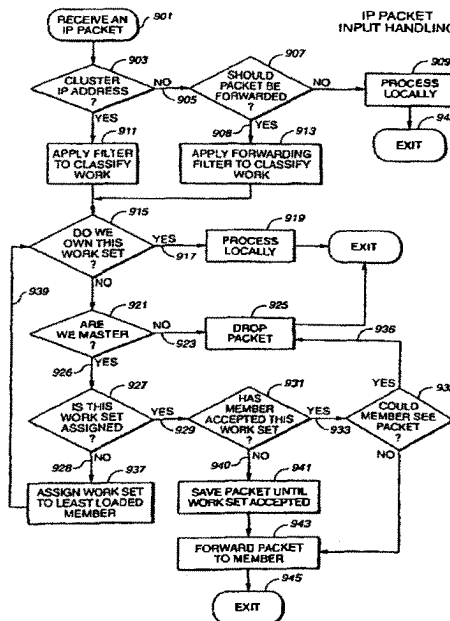 IP PACKET
INPUT HANDLING
RECEIVE AN
IP PACKET
901
903
CLUSTER
IP ADDRESS
?
NO
905
YES
907
SHOULD
PACKET BE
FORWARDED
?
NO
908
YES
909
PROCESS
LOCALLY
EXIT
911
APPLY FILTER
TO CLASSIFY
WORK
913
APPLY FORWARDING
FILTER TO CLASSIFY
WORK
915
DO WE
OWN THIS
WORK SET
?
YES
917
NO
919
PROCESS
LOCALLY
EXIT
939
921
ARE
WE MASTER
?
NO
923
926
YES
925
DROP
PACKET
936
927
IS THIS
WORK SET
ASSIGNED
?
YES
929
928
NO
931
HAS
MEMBER
ACCEPTED THIS
WORK SET
?
YES
933
940
NO
YES
COULD
MEMBER SEE
PACKET
?
NO
937
ASSIGN WORK SET
TO LEAST LOADED
MEMBER
941
SAVE PACKET UNTIL
WORK SET ACCEPTED
943
FORWARD PACKET
TO MEMBER
945
EXIT